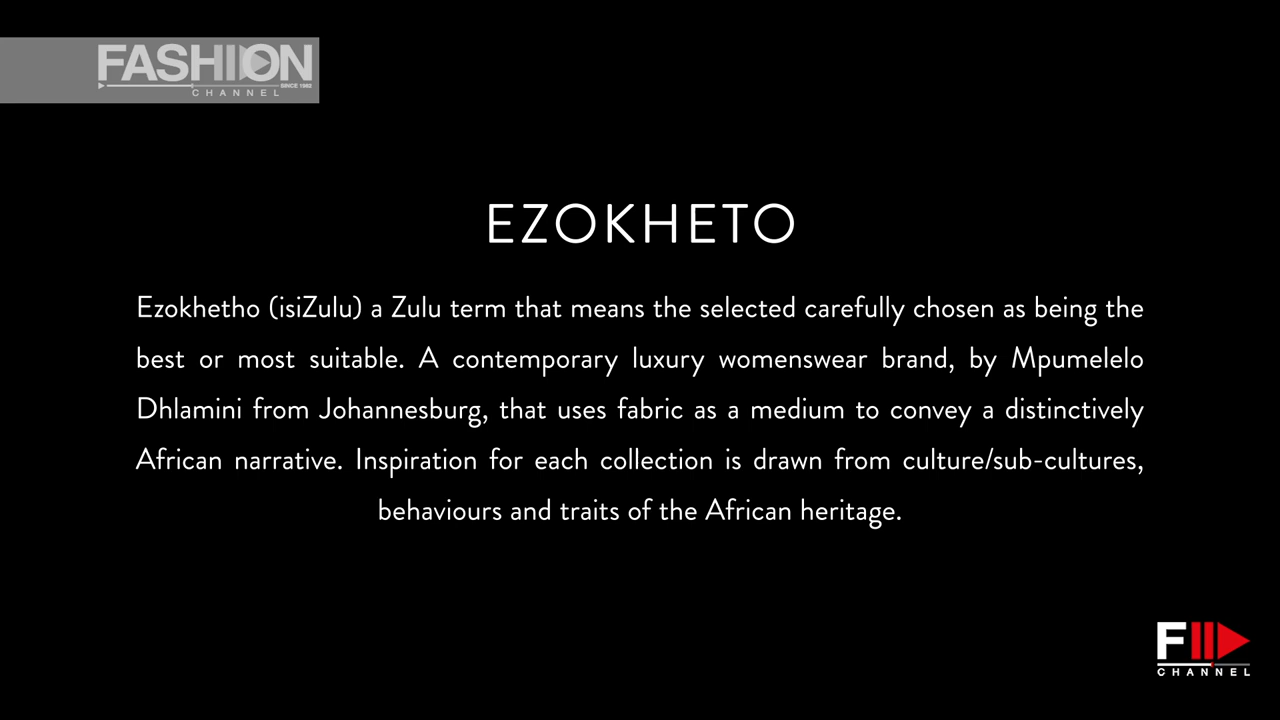 FASHION
CHANNEL
SINCE 1982
EZOKHETO
Ezokhetho (isiZulu) a Zulu term that means the selected carefully chosen as being the
best or most suitable. A contemporary luxury womenswear brand, by Mpumelelo
Dhlamini from Johannesburg, that uses fabric as a medium to convey a distinctively
African narrative. Inspiration for each collection is drawn from culture/sub-cultures,
behaviours and traits of the African heritage.
F
CHANNEL